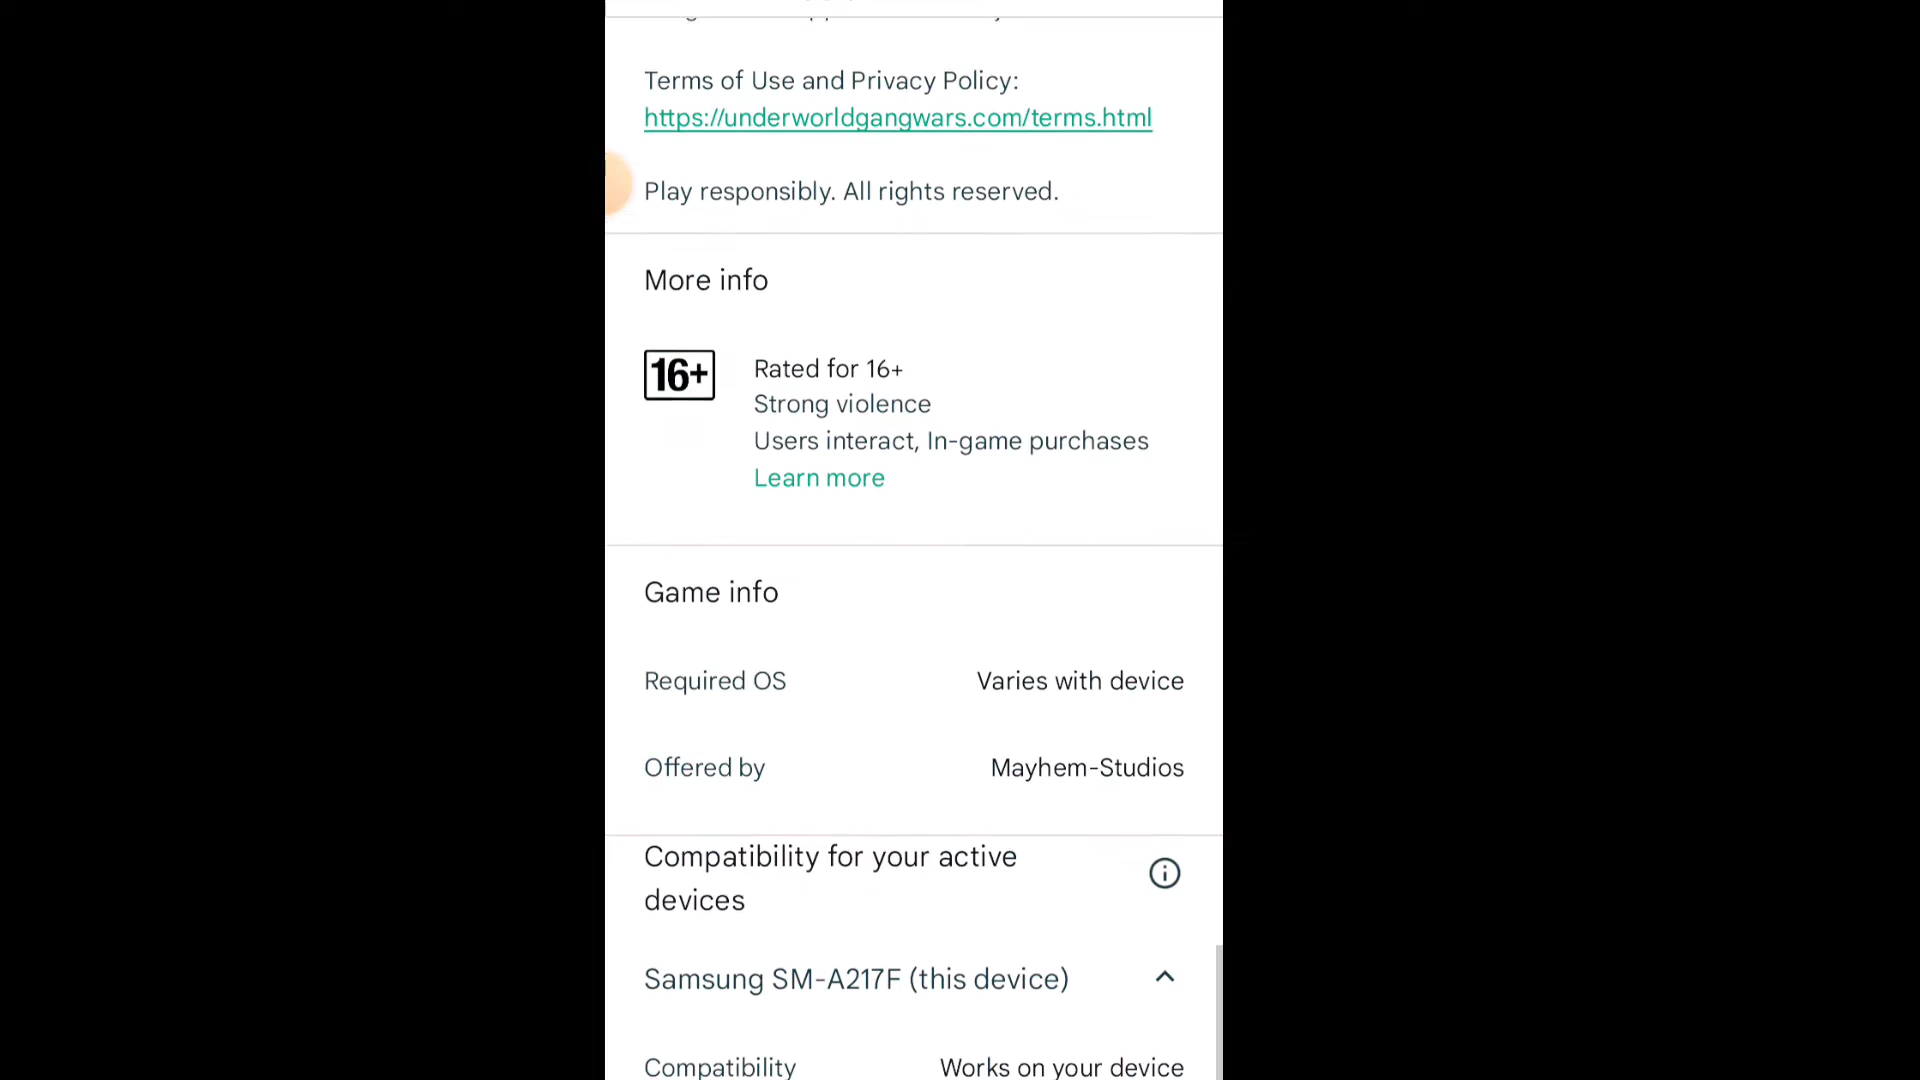 Terms of Use and Privacy Policy:
https://underworldgangwars.com/terms.html
Play responsibly. All rights reserved.
More info
16+
Rated for 16+
Strong violence
Users interact, In-game purchases
Learn more
Game info
Required OS Varies with device
Offered by Mayhem-Studios
Compatibility for your active
devices
Samsung SM-A217F (this device)
Compatibility Works on your device